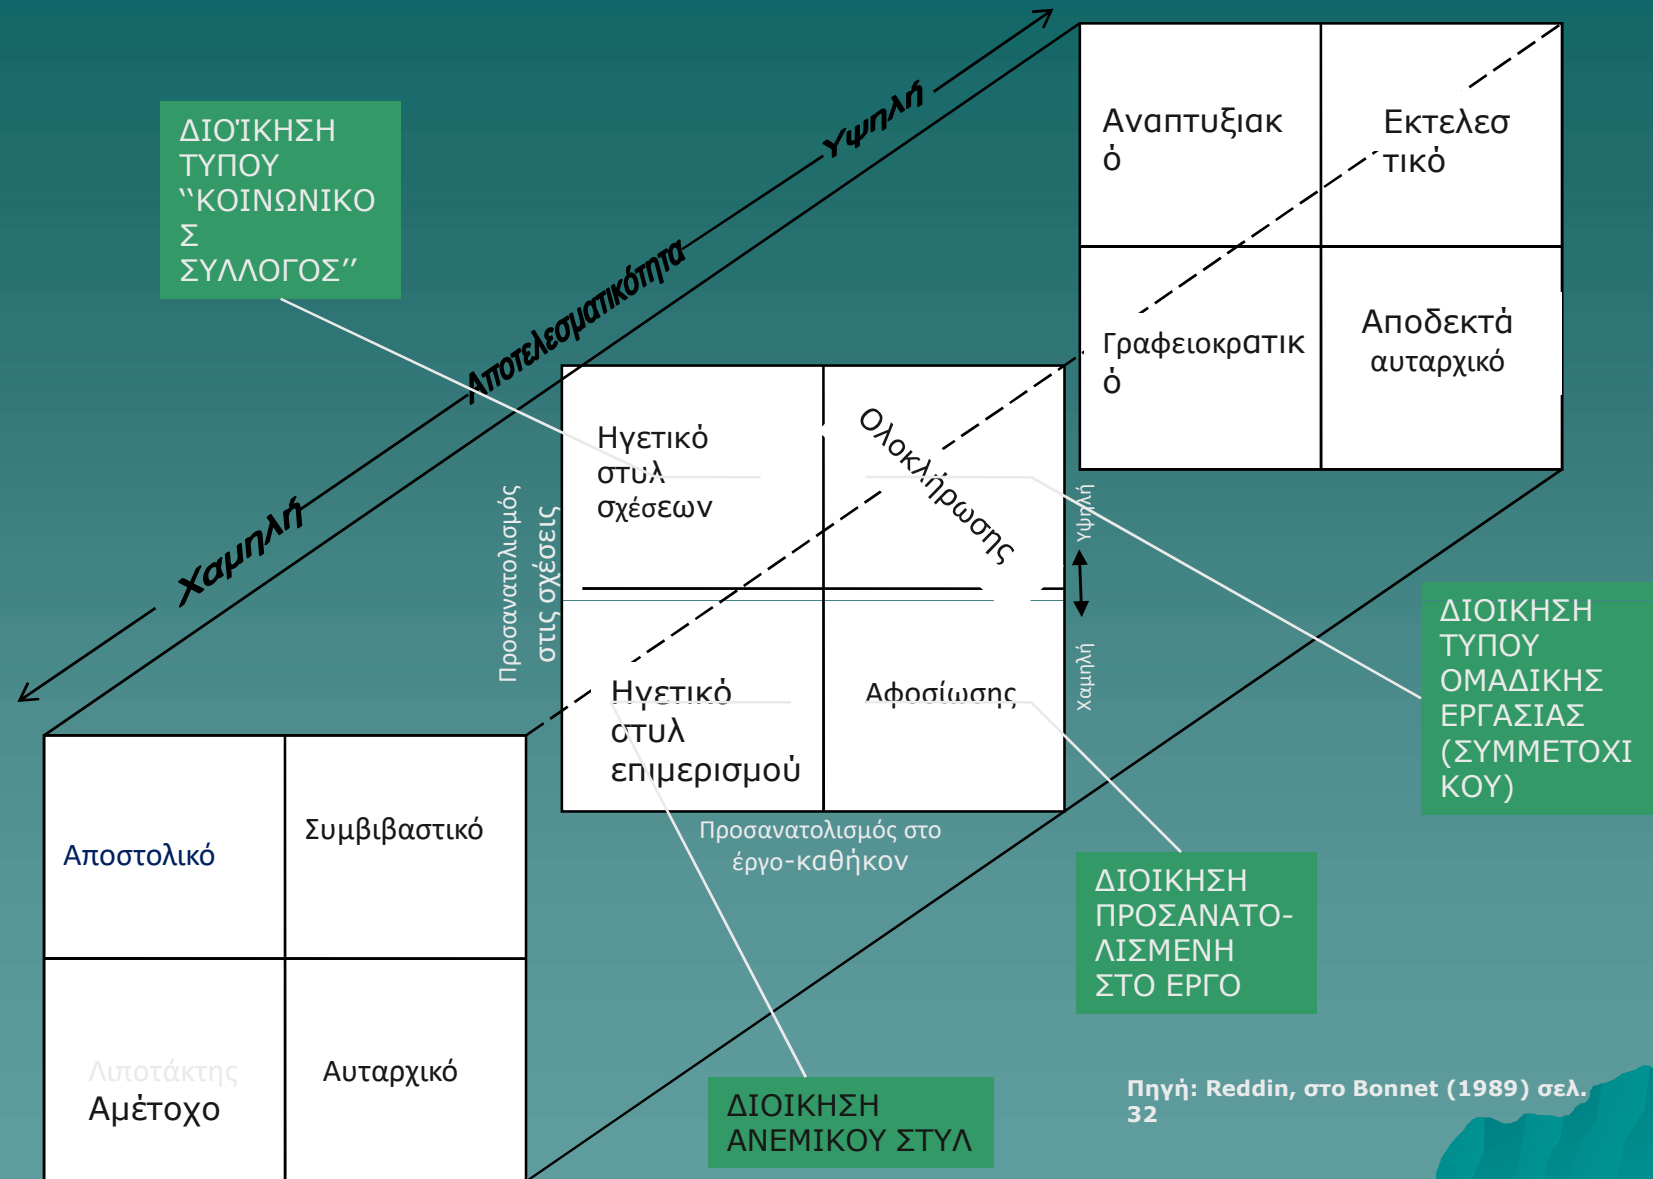 ΔΙΟΊΚΗΣΗ
ΤΥΠΟΥ
‘‘ΚΟΙΝΩΝΙΚΟ
Σ
ΣΥΛΛΟΓΟΣ’’
Υψηλή
Αποτελεσματικότητα
Χαμηλή
Αναπτυξιακ
ό
Εκτελεσ
τικό
Γραφειοκρατικ
ό
Αποδεκτά
αυταρχικό
Ηγετικό
στυλ
σχέσεων
Ολοκλήρωσης
Ηγετικό
στυλ
επιμερισμού
Αφοσίωσης
Προσανατολισμός
στις σχέσεις
Υψηλή
Χαμηλή
Προσανατολισμός στο
έργο-καθήκον
ΔΙΟΙΚΗΣΗ
ΤΥΠΟΥ
ΟΜΑΔΙΚΗΣ
ΕΡΓΑΣΙΑΣ
(ΣΥΜΜΕΤΟΧΙ
ΚΟΥ)
Αποστολικό
Συμβιβαστικό
Λιποτάκτης
Αμέτοχο
Αυταρχικό
ΔΙΟΙΚΗΣΗ
ΠΡΟΣΑΝΑΤΟ-
ΛΙΣΜΕΝΗ
ΣΤΟ ΕΡΓΟ
ΔΙΟΙΚΗΣΗ
ΑΝΕΜΙΚΟΥ ΣΤΥΛ
Πηγή: Reddin, στο Bonnet (1989) σελ.
32